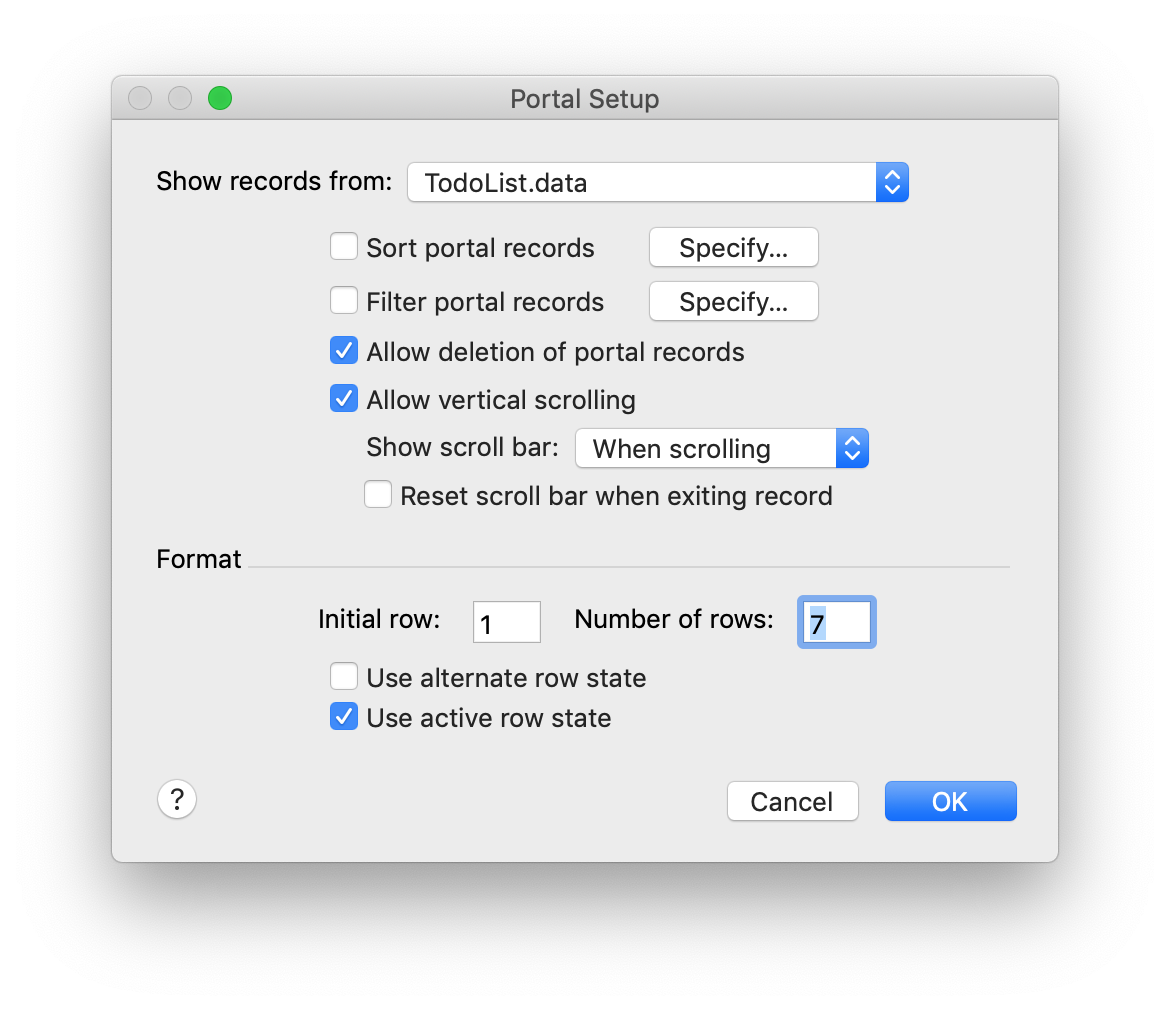 Portal Setup
Show records from: TodoList.data
Sort portal records Specify...
Filter portal records Specify...
Allow deletion of portal records
Allow vertical scrolling
Show scroll bar: When scrolling
Reset scroll bar when exiting record
Format
Initial row: 1 Number of rows: 7
Use alternate row state
Use active row state
? Cancel OK